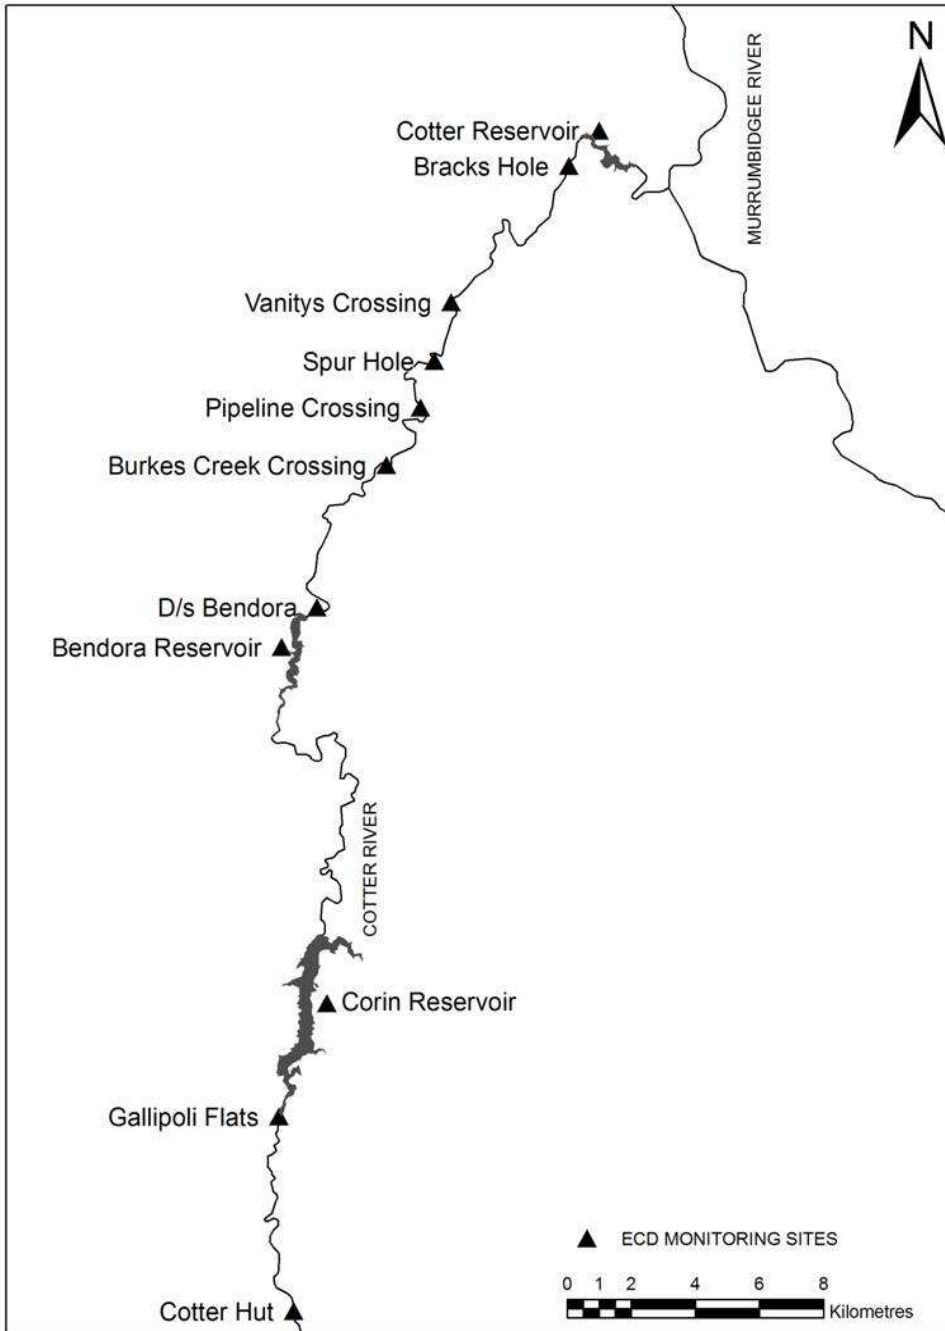 N
MURRUMBIDGEE RIVER
Cotter Reservoir
Bracks Hole
Vanitys Crossing
Spur Hole
Pipeline Crossing
Burkes Creek Crossing
D/s Bendora
Bendora Reservoir
COTTER RIVER
Corin Reservoir
Gallipoli Flats
ECD MONITORING SITES
0 1 2 4 6 8
Kilometres
Cotter Hut